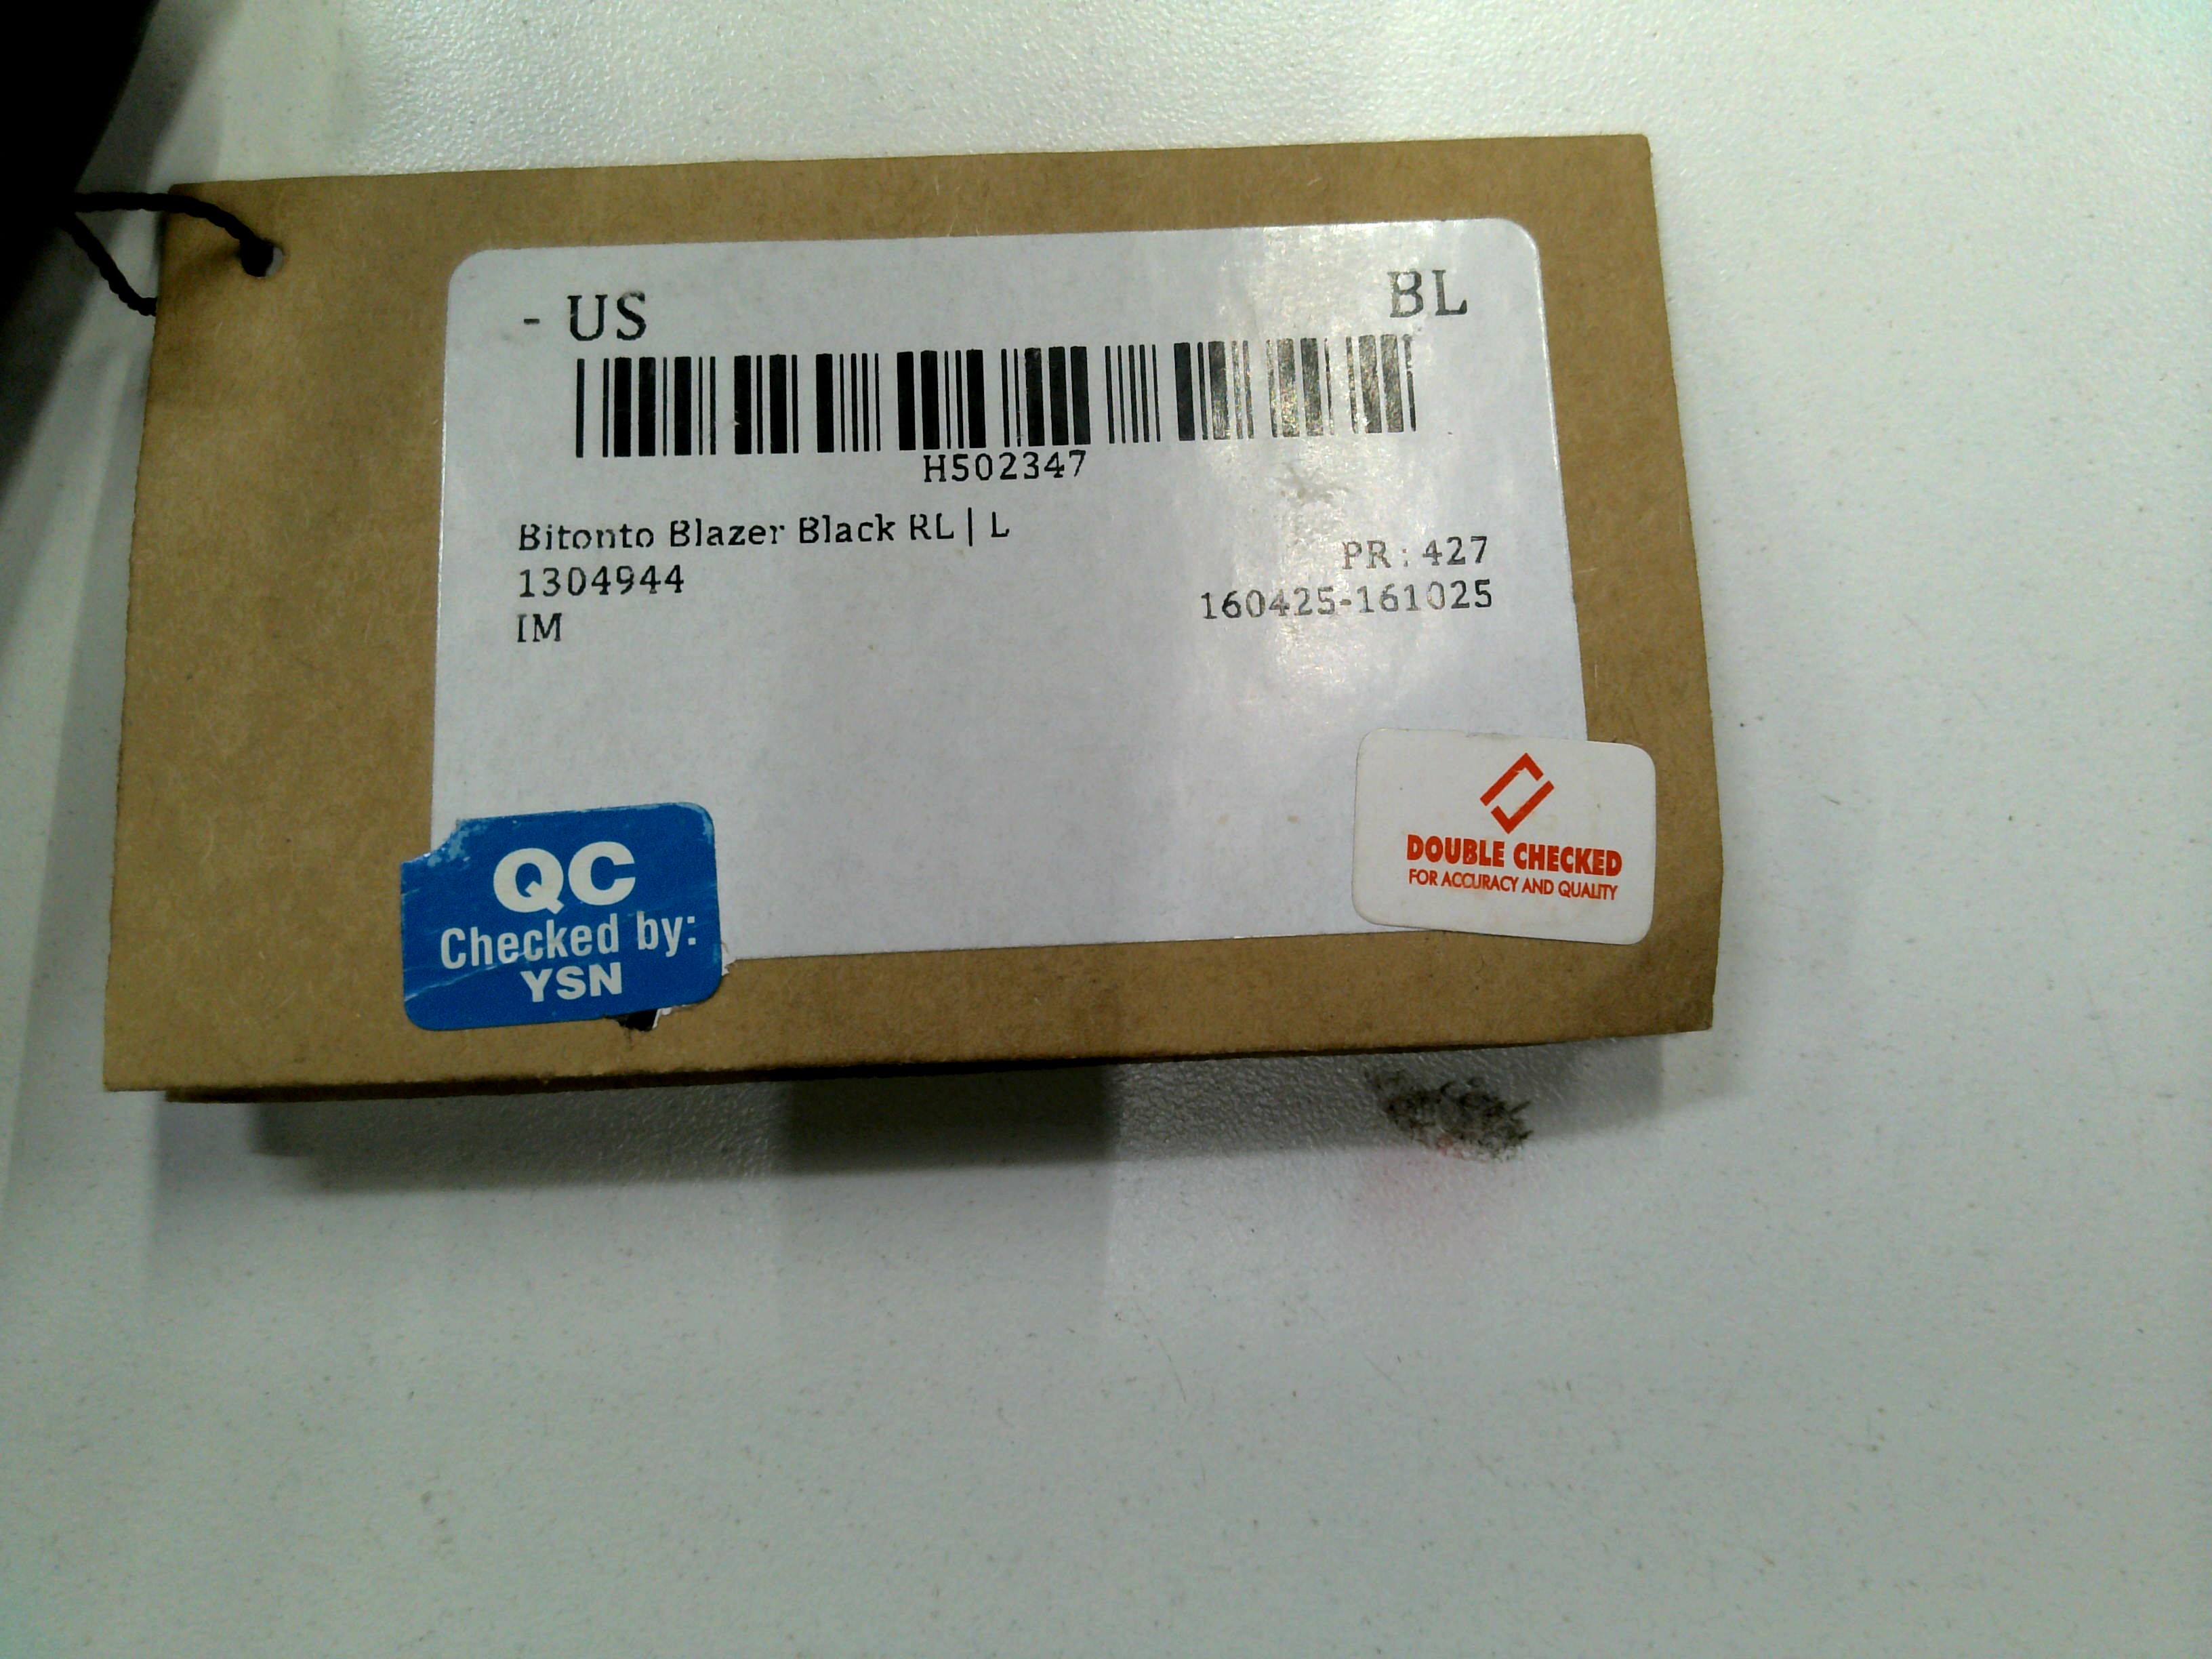 - US BL
H502347
Bitonto Blazer Black RL | L
1304944
PR : 427
IM
160425-161025
QC
Checked by:
YSN
DOUBLE CHECKED
FOR ACCURACY AND QUALITY